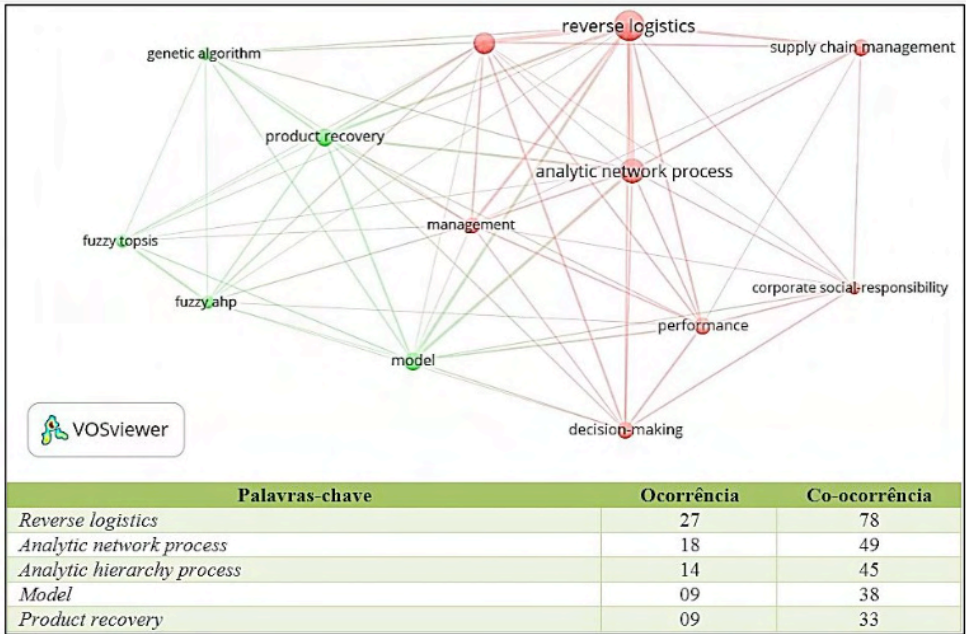 reverse logistics
supply chain management
genetic algorithm
product recovery
analytic network process
management
fuzzy topsis
corporate social-responsibility
fuzzy ahp
performance
model
decision-making
VOSviewer
Palavras-chave Ocorrência Co-ocorrência
Reverse logistics 27 78
Analytic network process 18 49
Analytic hierarchy process 14 45
Model 09 38
Product recovery 09 33